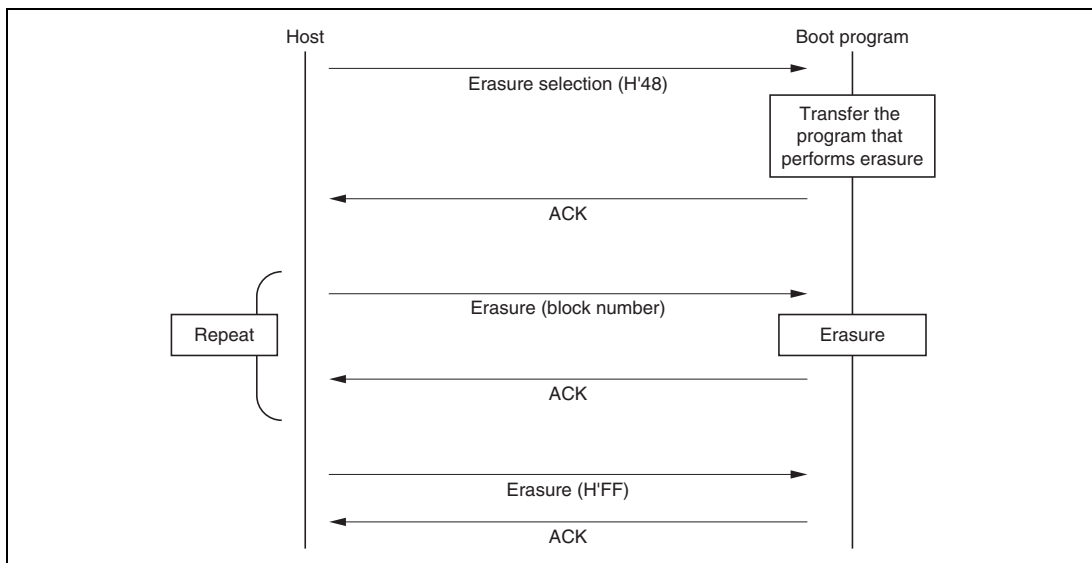 Host
Boot program
Erasure selection (H'48)
Transfer the
program that
performs erasure
ACK
Erasure (block number)
Repeat
Erasure
ACK
Erasure (H'FF)
ACK